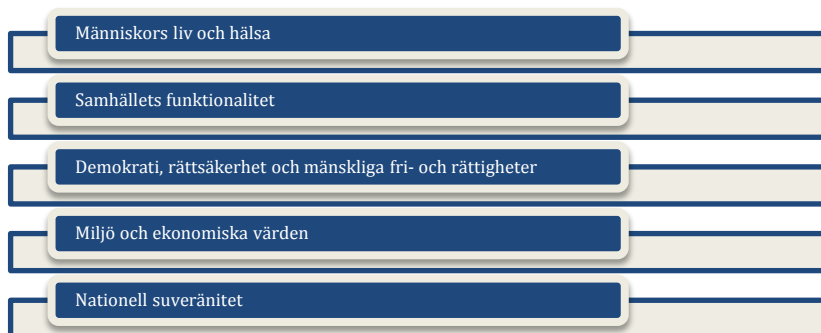 Människors liv och hälsa
Samhällets funktionalitet
Demokrati, rättsäkerhet och mänskliga fri- och rättigheter
Miljö och ekonomiska värden
Nationell suveränitet